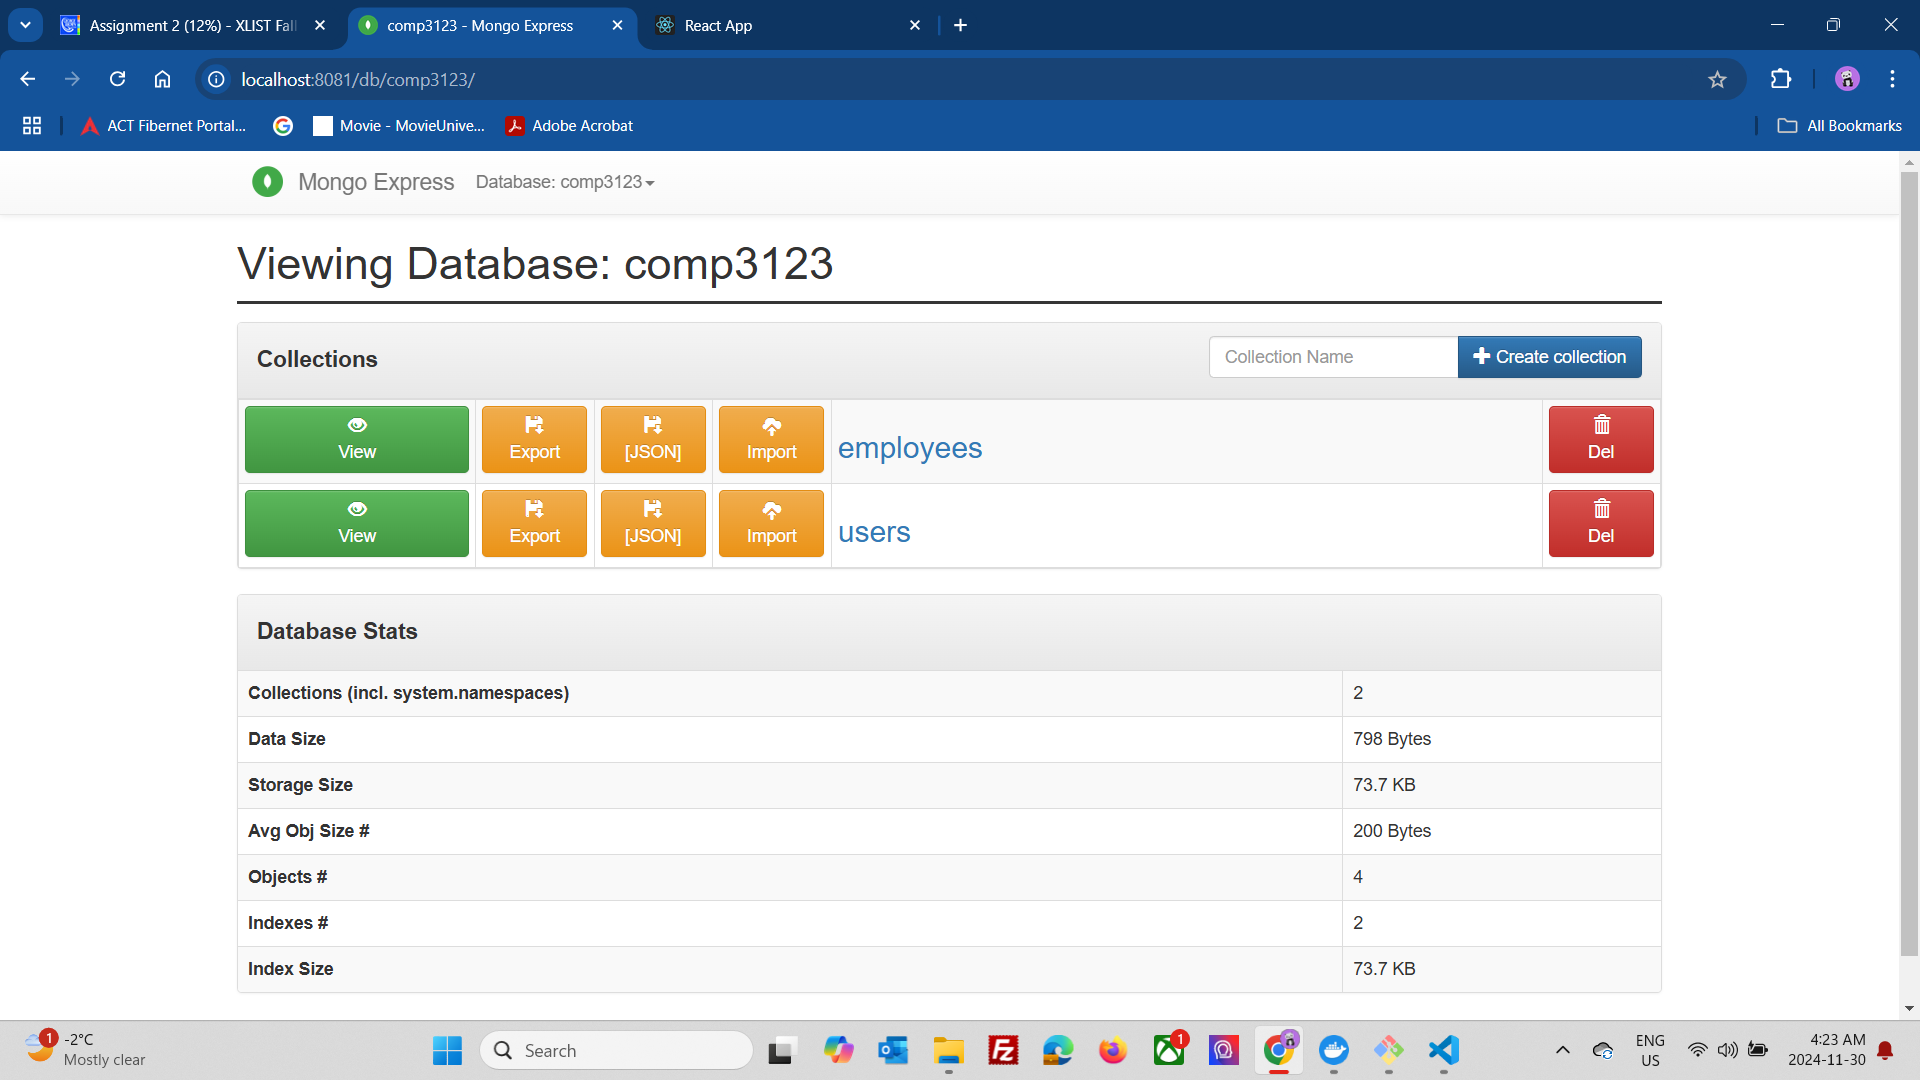 Assignment 2 (12%) - XLIST Fall
comp3123 - Mongo Express
React App
localhost:8081/db/comp3123/
ACT Fibernet Portal...
Movie - MovieUnive...
Adobe Acrobat
All Bookmarks
Mongo Express
Database: comp3123
Viewing Database: comp3123
Collections
Collection Name
Create collection
View
Export
[JSON]
Import
employees
Del
View
Export
[JSON]
Import
users
Del
Database Stats
Collections (incl. system.namespaces) 2
Data Size 798 Bytes
Storage Size 73.7 KB
Avg Obj Size # 200 Bytes
Objects # 4
Indexes # 2
Index Size 73.7 KB
1
-2°C
Mostly clear
Search
1
ENG
US
4:23 AM
2024-11-30